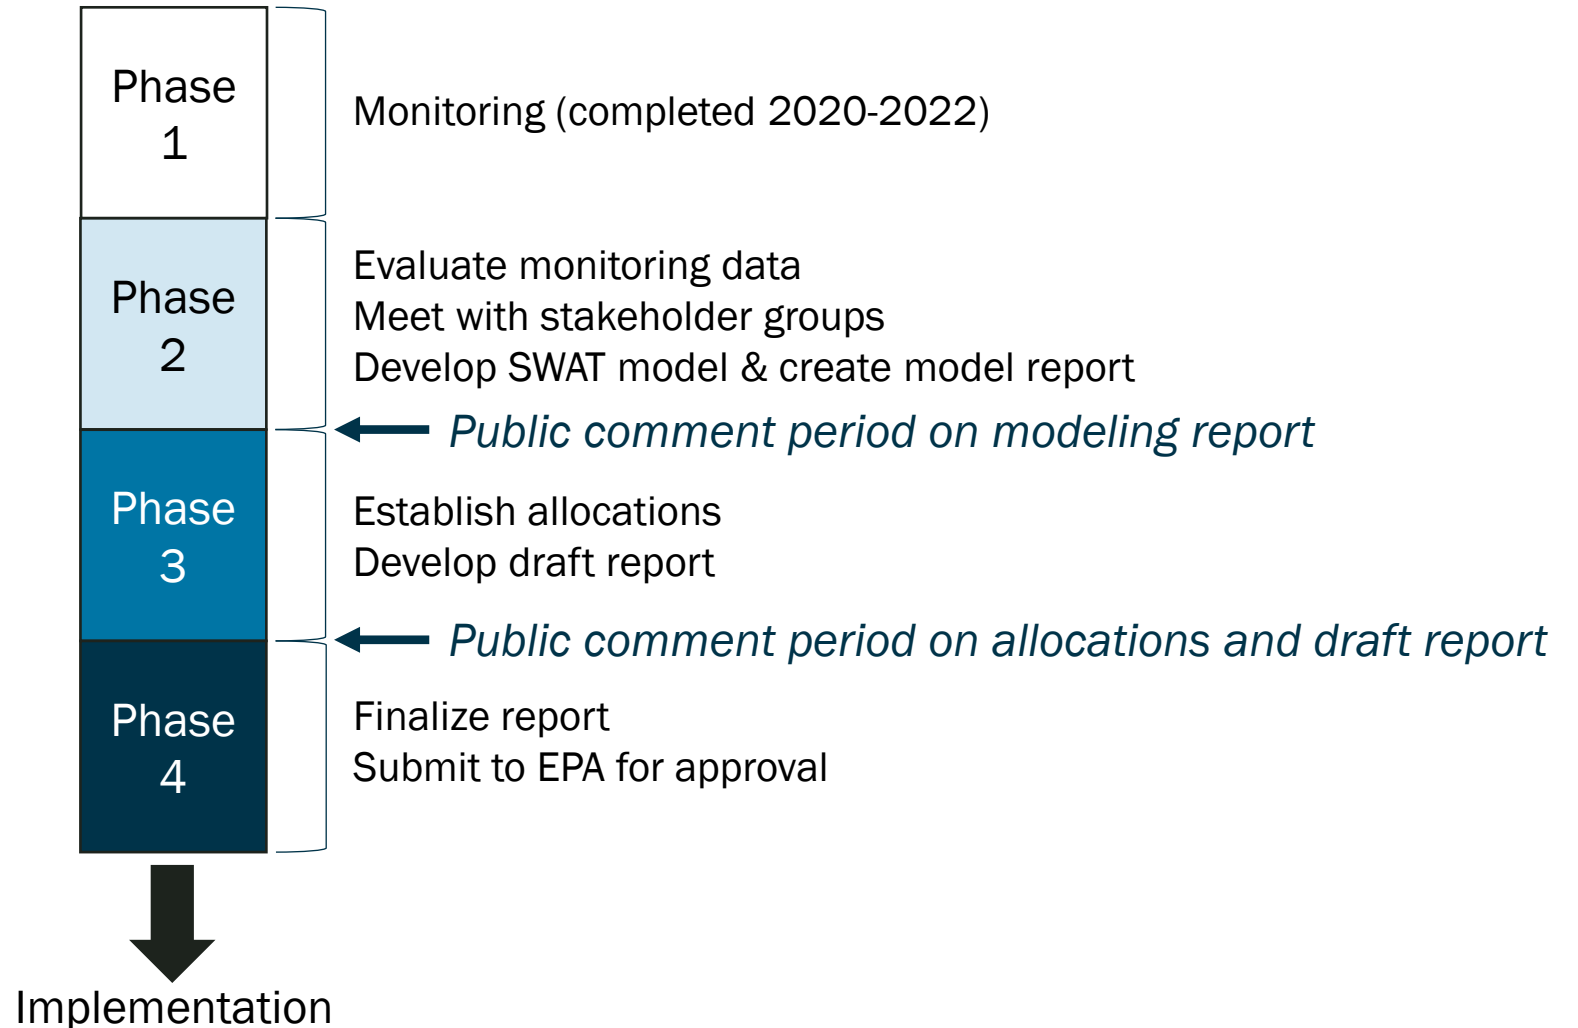 Phase
1
Monitoring (completed 2020-2022)
Phase
2
Evaluate monitoring data
Meet with stakeholder groups
Develop SWAT model & create model report
Public comment period on modeling report
Phase
3
Establish allocations
Develop draft report
Public comment period on allocations and draft report
Phase
4
Finalize report
Submit to EPA for approval
Implementation